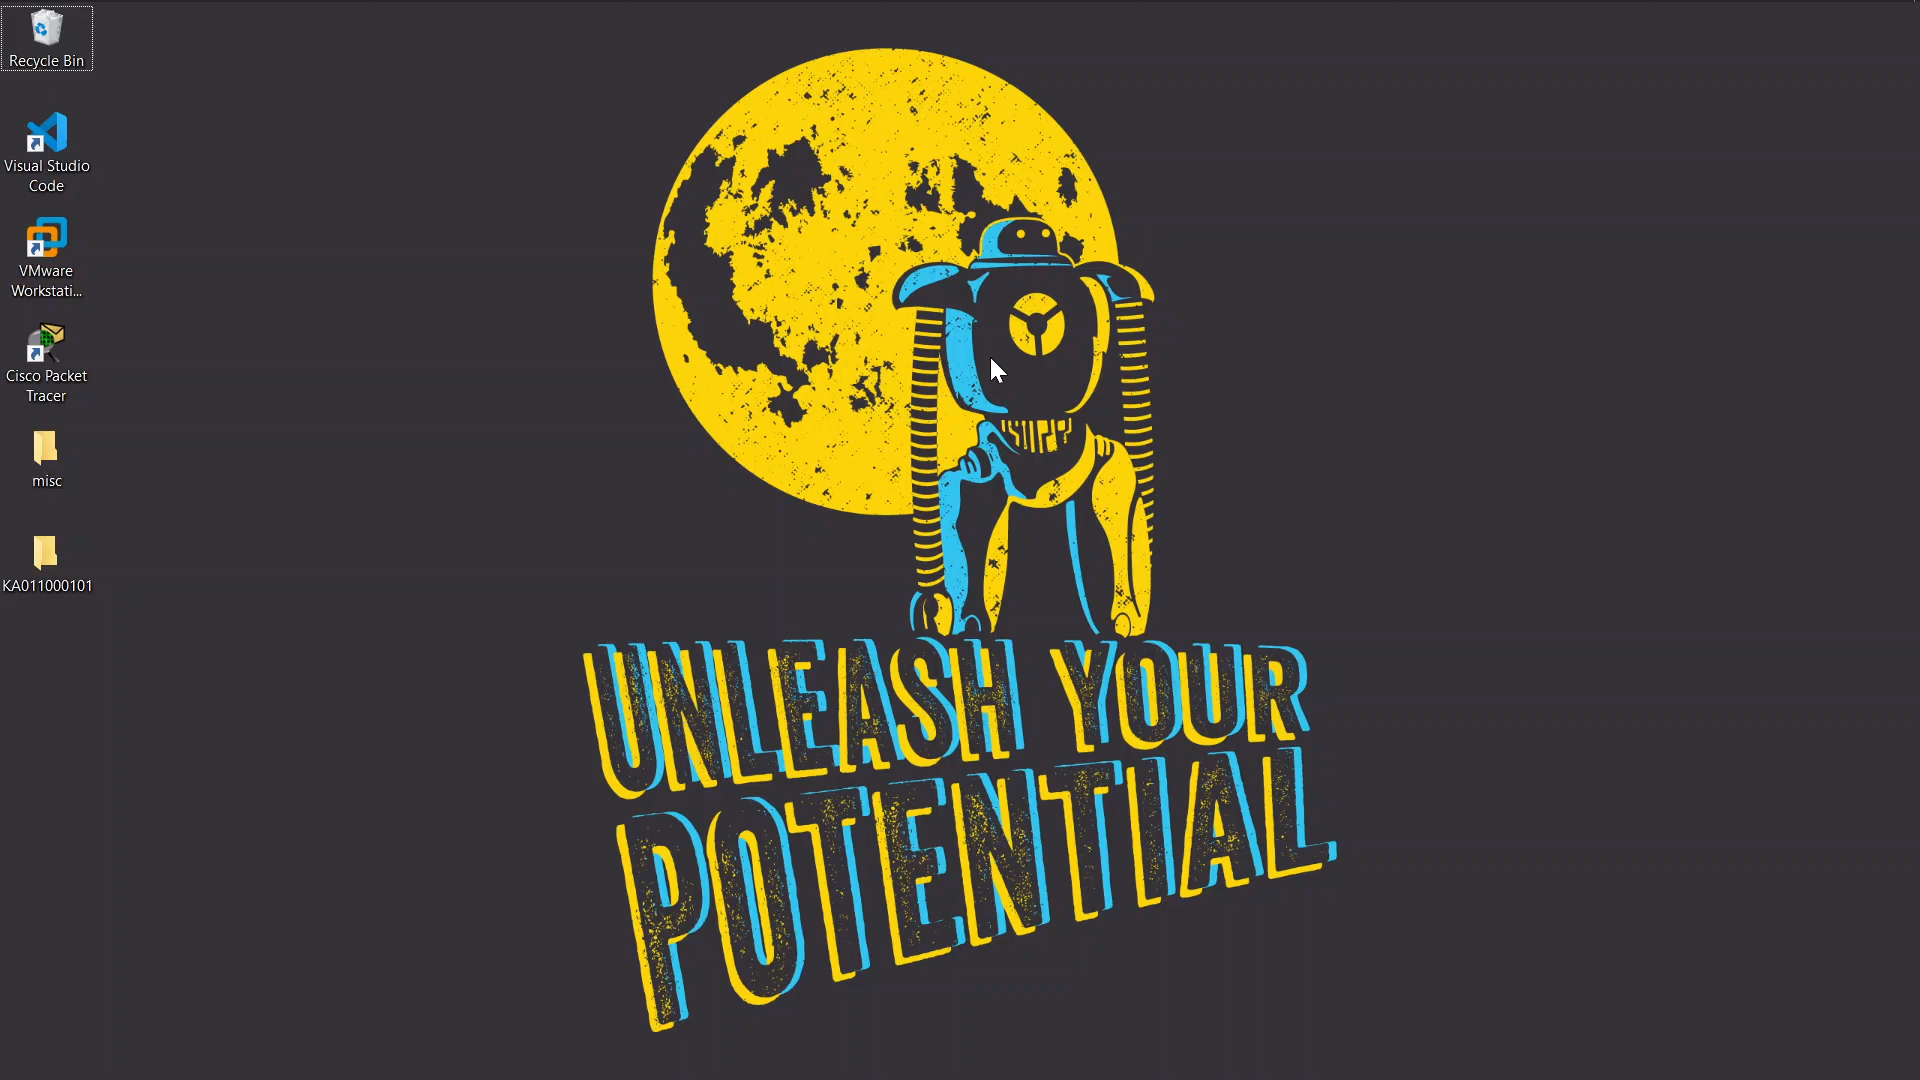 Recycle Bin
Visual Studio
Code
VMware
Workstati...
Cisco Packet
Tracer
misc
KA011000101
UNLEASH YOUR
POTENTIAL